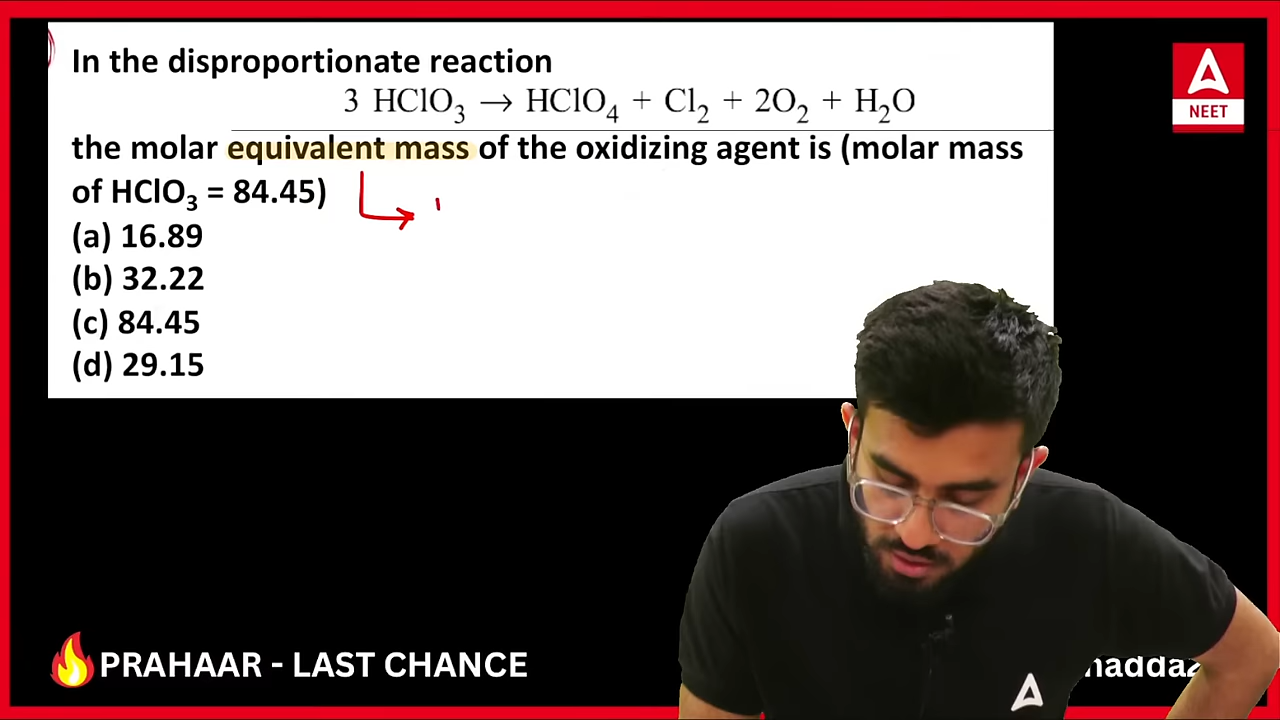 In the disproportionate reaction
3 HClO₃ → HClO₄ + Cl₂ + 2O₂ + H₂O
the molar equivalent mass of the oxidizing agent is (molar mass
of HClO₃ = 84.45)
(a) 16.89
(b) 32.22
(c) 84.45
(d) 29.15
NEET
PRAHAAR - LAST CHANCE